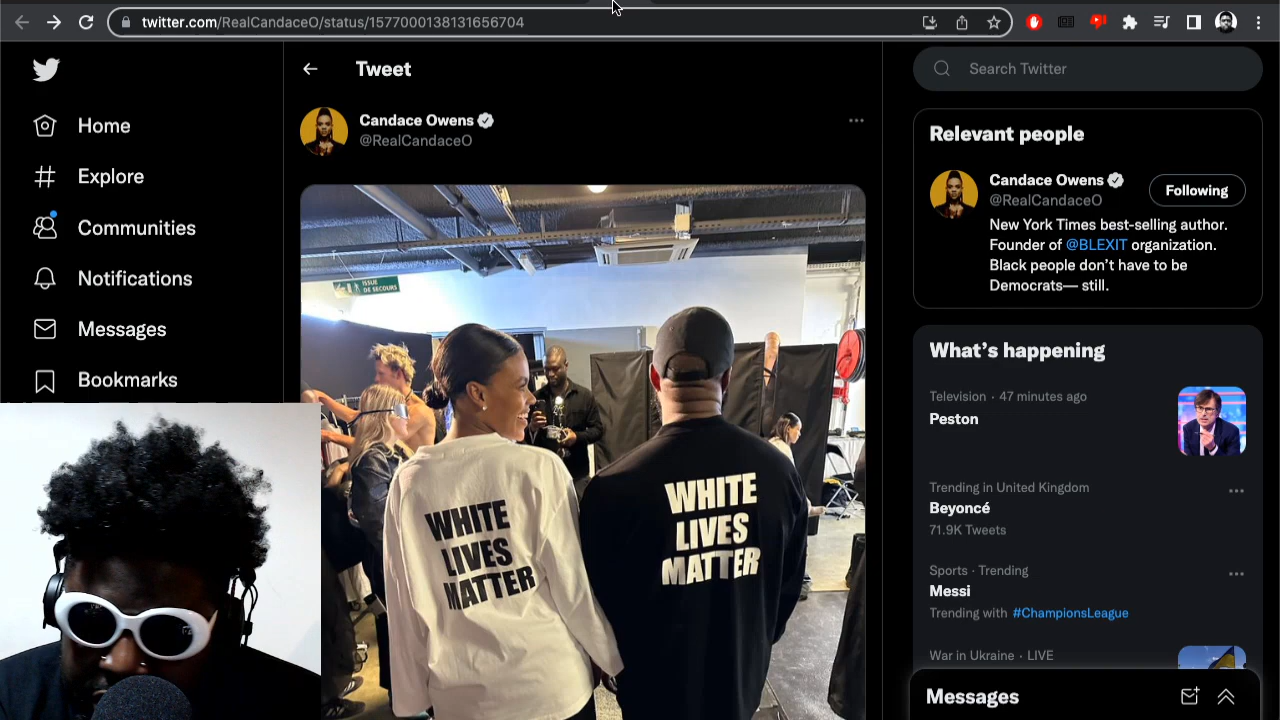 twitter.com/RealCandaceO/status/1577000138131656704
Home
Explore
Communities
Notifications
Messages
Bookmarks
Tweet
Candace Owens
@RealCandaceO
ISSUE
DE SECOURS
WHITE
LIVES
MATTER
WHITE
LIVES
MATTER
Search Twitter
Relevant people
Candace Owens
@RealCandaceO
Following
New York Times best-selling author.
Founder of @BLEXIT organization.
Black people don’t have to be
Democrats— still.
What’s happening
Television · 47 minutes ago
Peston
Trending in United Kingdom
Beyoncé
71.9K Tweets
Sports · Trending
Messi
Trending with #ChampionsLeague
War in Ukraine · LIVE
Messages